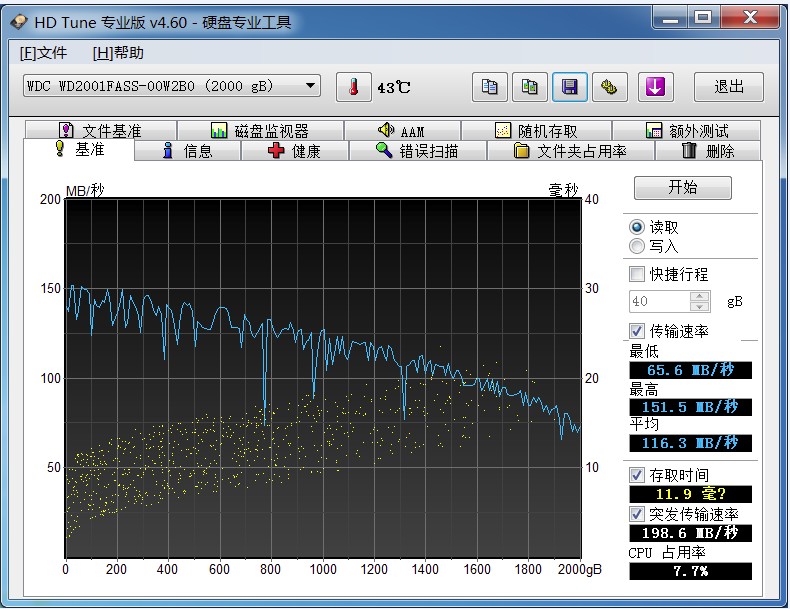 HD Tune 专业版 v4.60 - 硬盘专业工具
[F]文件 [H]帮助
WDC WD2001FASS-00W2B0 (2000 gB) 43℃ 退出
文件基准 磁盘监视器 AAM 随机存取 额外测试
基准 信息 健康 错误扫描 文件夹占用率 删除
MB/秒 毫秒
200 40
150 30
100 20
50 10
0 200 400 600 800 1000 1200 1400 1600 1800 2000gB
开始
读取
写入
快捷行程
40 gB
传输速率
最低
65.6 MB/秒
最高
151.5 MB/秒
平均
116.3 MB/秒
存取时间
11.9 毫?
突发传输速率
198.6 MB/秒
CPU 占用率
7.7%